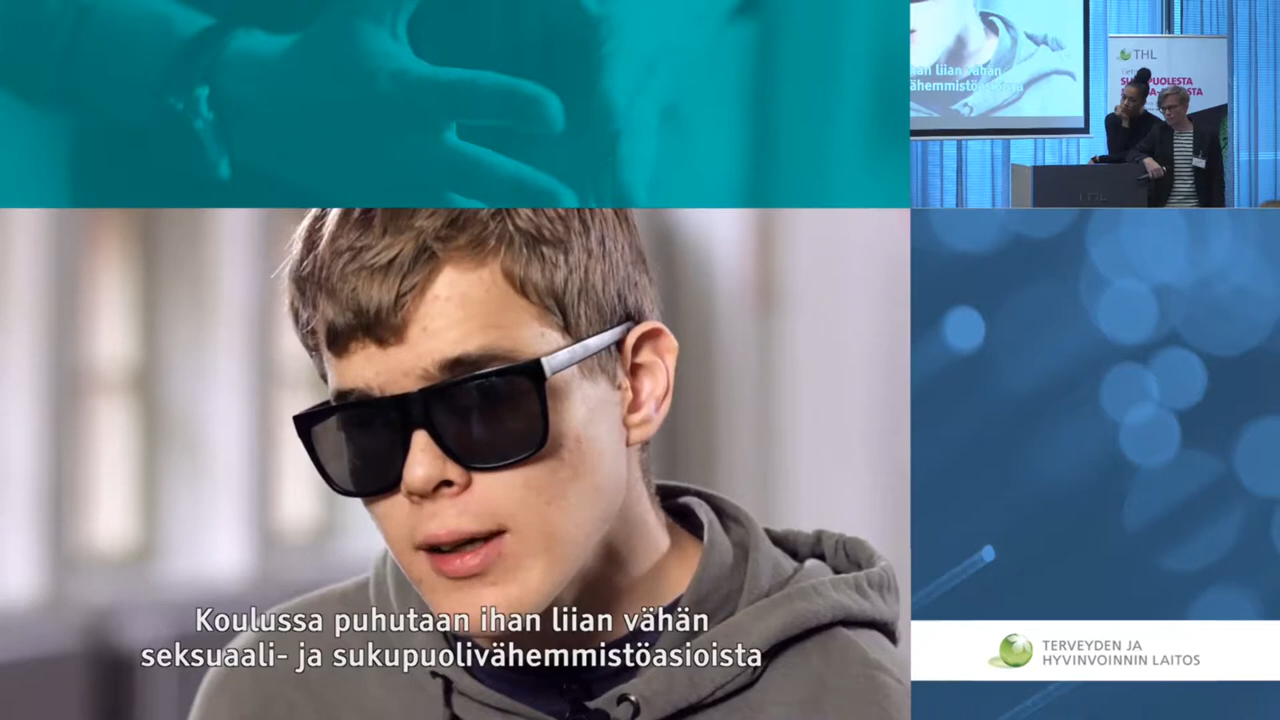 Koulussa puhutaan ihan liian vähän
seksuaali- ja sukupuolivähemmistöasioista
THL
TERVEYDEN JA
HYVINVOINNIN LAITOS